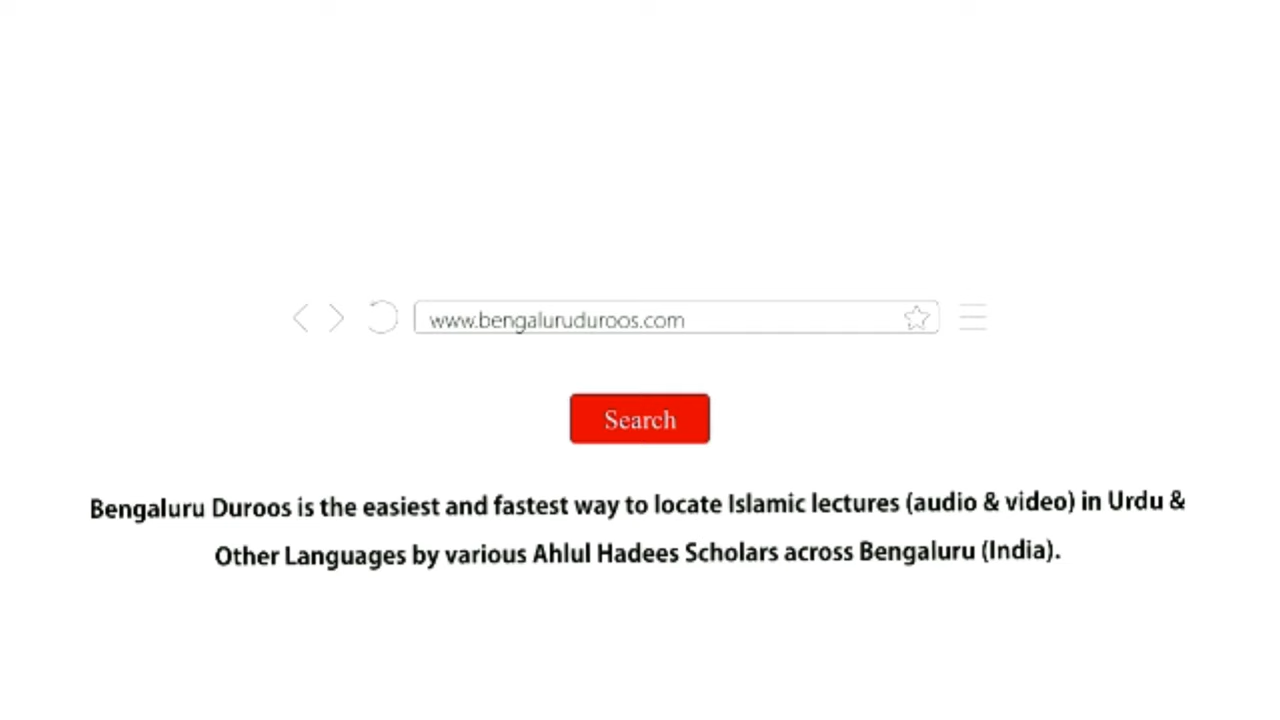 www.bengaluruduroos.com
Search
Bengaluru Duroos is the easiest and fastest way to locate Islamic lectures (audio & video) in Urdu &
Other Languages by various Ahlul Hadees Scholars across Bengaluru (India).